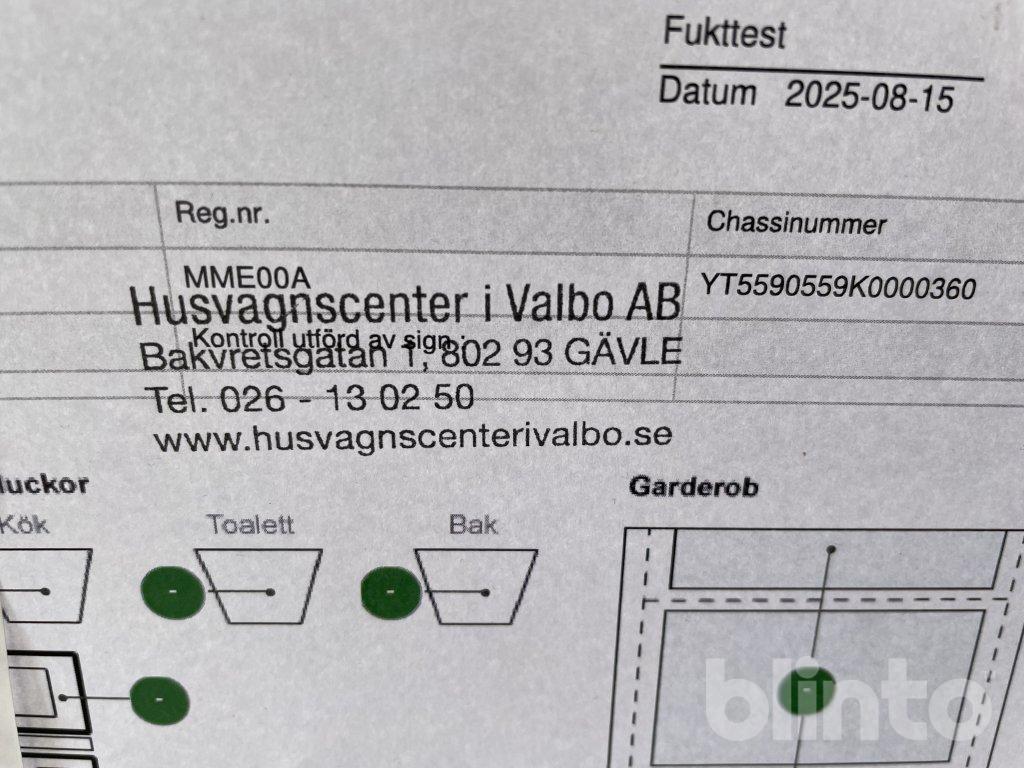 Fukttest
Datum 2025-08-15
Reg.nr.
Chassinummer
MME00A
YT5590559K0000360
Husvagnscenter i Valbo AB
Kontroll utförd av sign.:
Bakvretsgatan 1, 802 93 GÄVLE
Tel. 026 - 13 02 50
www.husvagnscenterivalbo.se
luckor
Garderob
Kök
Toalett
Bak
-
-
-
-
blinto